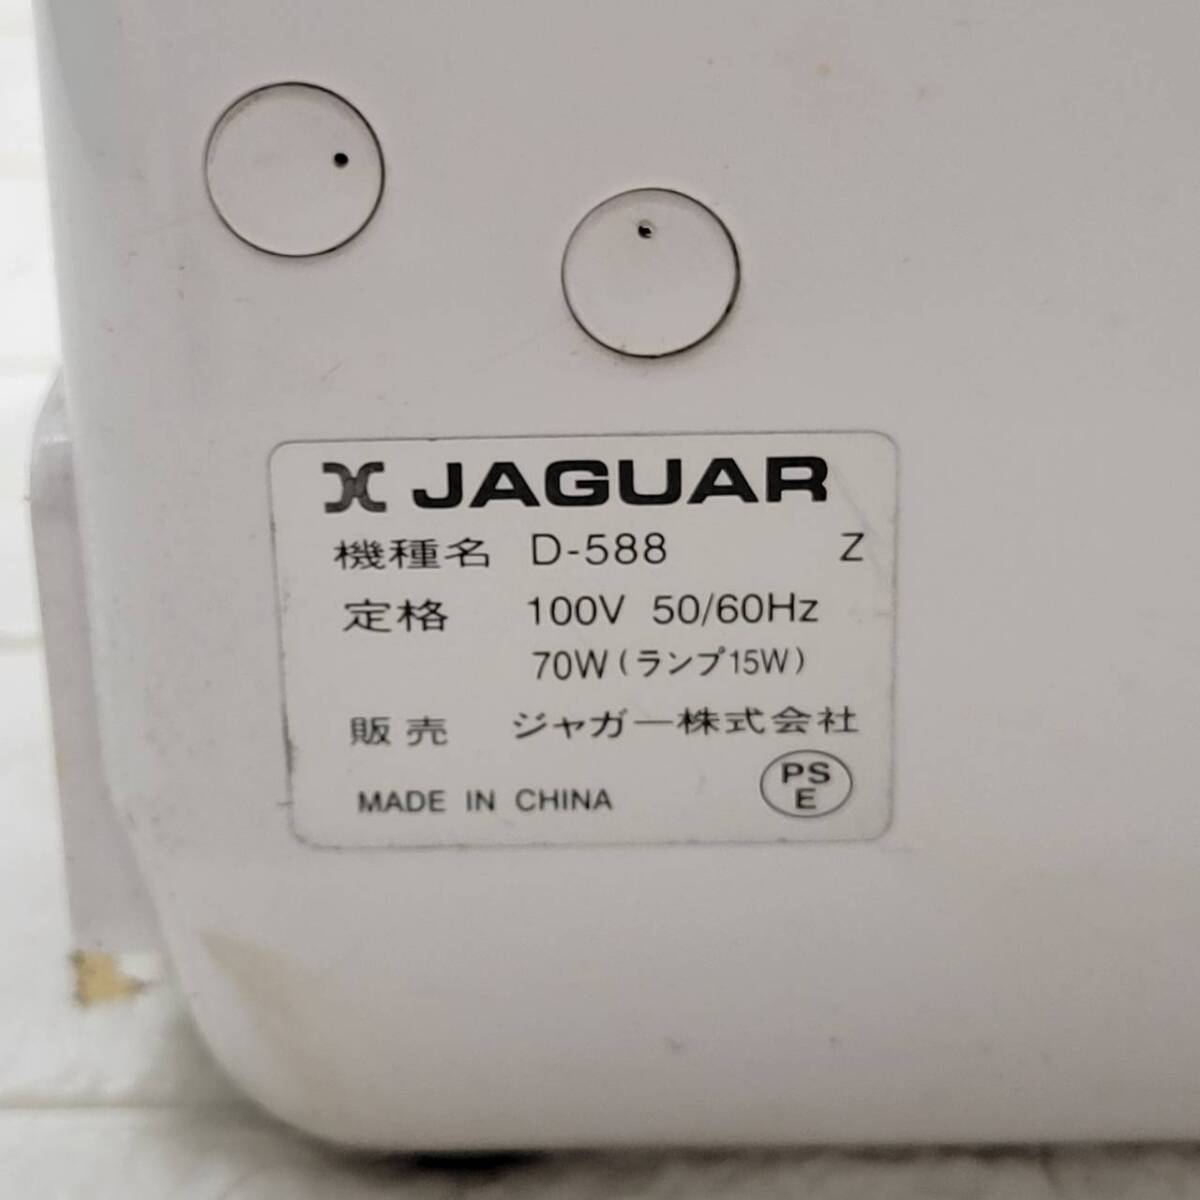 JAGUAR
機種名 D-588 Z
定格 100V 50/60Hz
70W(ランプ15W)
販売 ジャガー株式会社
MADE IN CHINA
PS
E